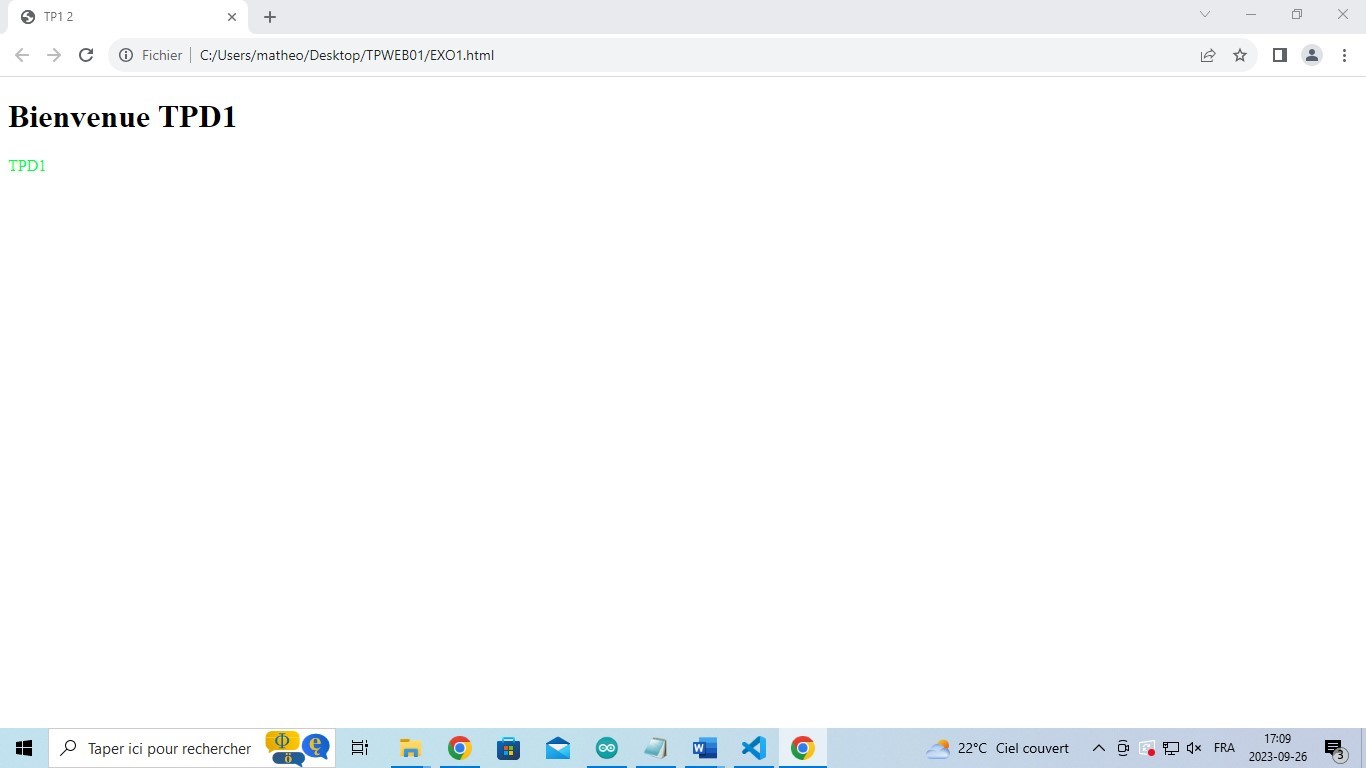 TP1 2
Fichier
C:/Users/matheo/Desktop/TPWEB01/EXO1.html
Bienvenue TPD1
TPD1
Taper ici pour rechercher
22°C Ciel couvert
FRA
17:09
2023-09-26
3